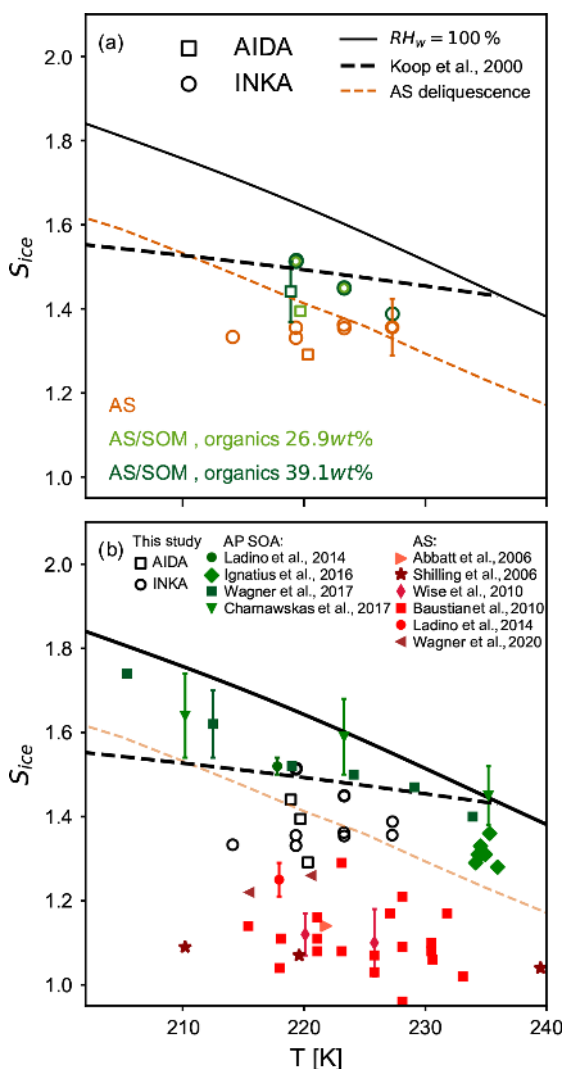 (a)
AIDA
INKA
RH_w = 100 %
Koop et al., 2000
AS deliquescence
2.0
1.8
1.6
1.4
1.2
1.0
S_ice
AS
AS/SOM , organics 26.9wt%
AS/SOM , organics 39.1wt%
(b)
This study
AIDA
INKA
AP SOA:
Ladino et al., 2014
Ignatius et al., 2016
Wagner et al., 2017
Charnawskas et al., 2017
AS:
Abbatt et al., 2006
Shilling et al., 2006
Wise et al., 2010
Baustian et al., 2010
Ladino et al., 2014
Wagner et al., 2020
2.0
1.8
1.6
1.4
1.2
1.0
S_ice
210
220
230
240
T [K]